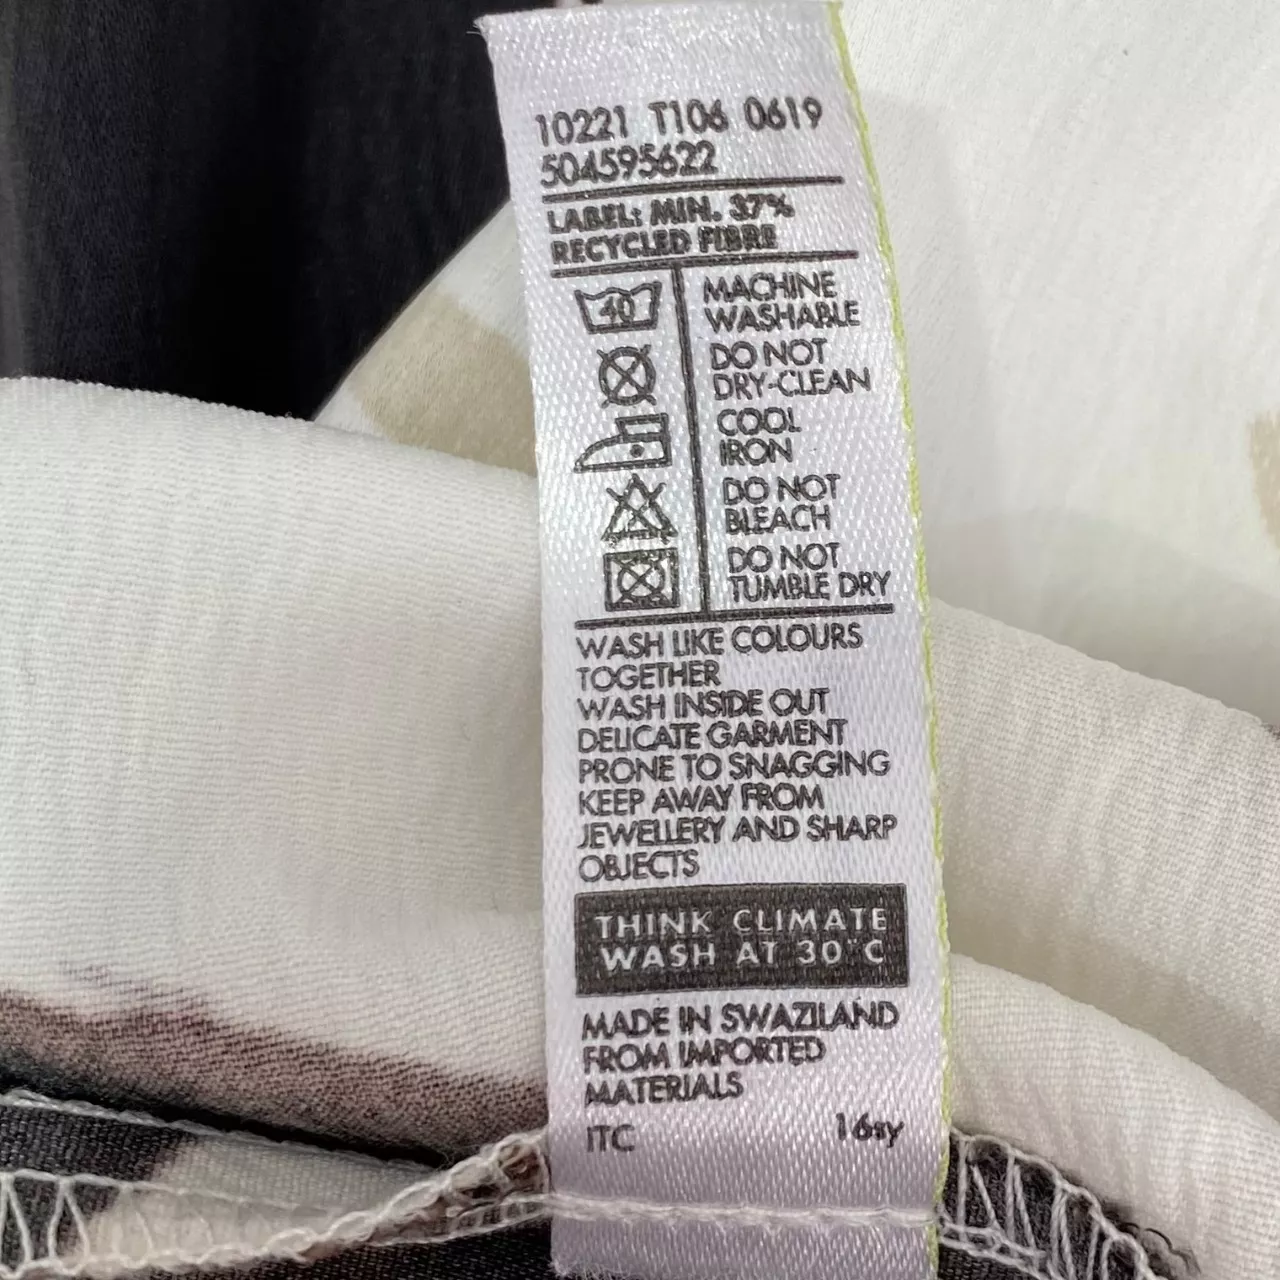 10221 T106 0619
504595622
LABEL: MIN. 37%
RECYCLED FIBRE
40
MACHINE
WASHABLE
DO NOT
DRY-CLEAN
COOL
IRON
DO NOT
BLEACH
DO NOT
TUMBLE DRY
WASH LIKE COLOURS
TOGETHER
WASH INSIDE OUT
DELICATE GARMENT
PRONE TO SNAGGING
KEEP AWAY FROM
JEWELLERY AND SHARP
OBJECTS
THINK CLIMATE
WASH AT 30°C
MADE IN SWAZILAND
FROM IMPORTED
MATERIALS
ITC 16sy